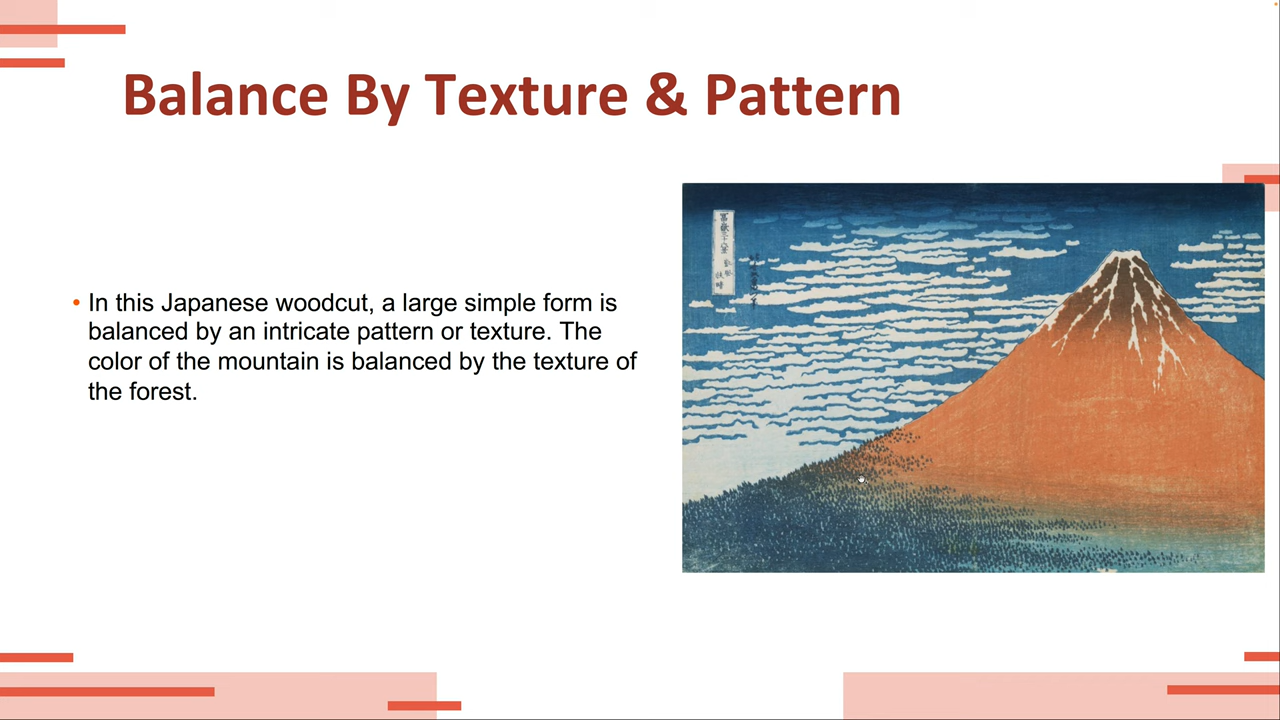 Balance By Texture & Pattern
• In this Japanese woodcut, a large simple form is
balanced by an intricate pattern or texture. The
color of the mountain is balanced by the texture of
the forest.